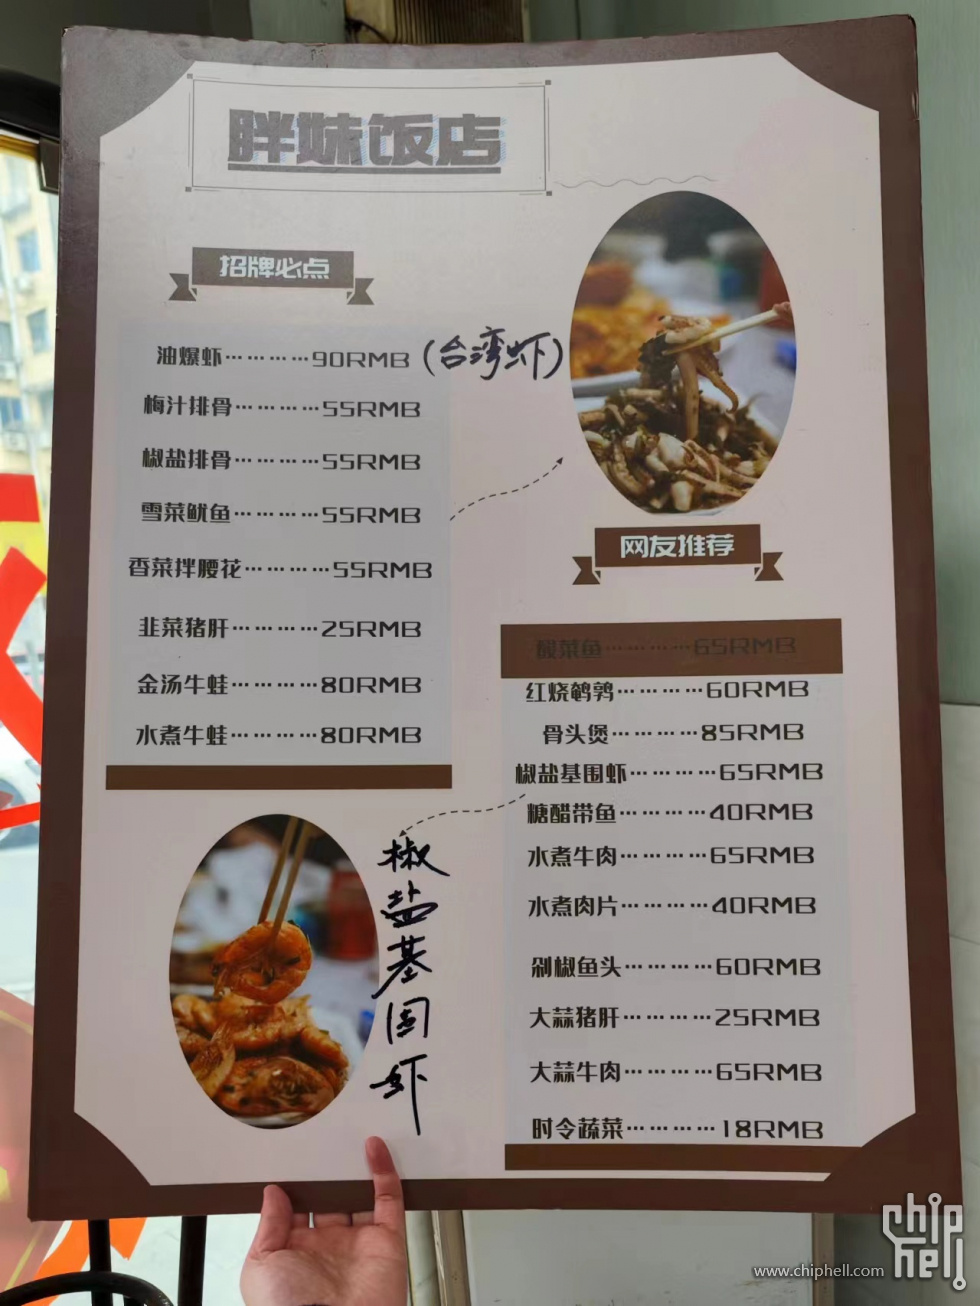 胖妹饭店
招牌必点
油爆虾…………90RMB (台湾虾)
梅汁排骨…………55RMB
椒盐排骨…………55RMB
雪菜鱿鱼…………55RMB
香菜拌腰花…………55RMB
韭菜猪肝…………25RMB
金汤牛蛙…………80RMB
水煮牛蛙…………80RMB
网友推荐
酸菜鱼…………65RMB
红烧鹌鹑…………60RMB
骨头煲…………85RMB
椒盐基围虾…………65RMB
糖醋带鱼…………40RMB
水煮牛肉…………65RMB
水煮肉片…………40RMB
剁椒鱼头…………60RMB
大蒜猪肝…………25RMB
大蒜牛肉…………65RMB
时令蔬菜…………18RMB
椒盐基围虾
chip hell
www.chiphell.com